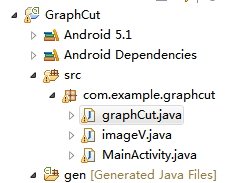 GraphCut
Android 5.1
Android Dependencies
src
com.example.graphcut
graphCut.java
imageV.java
MainActivity.java
gen [Generated Java Files]